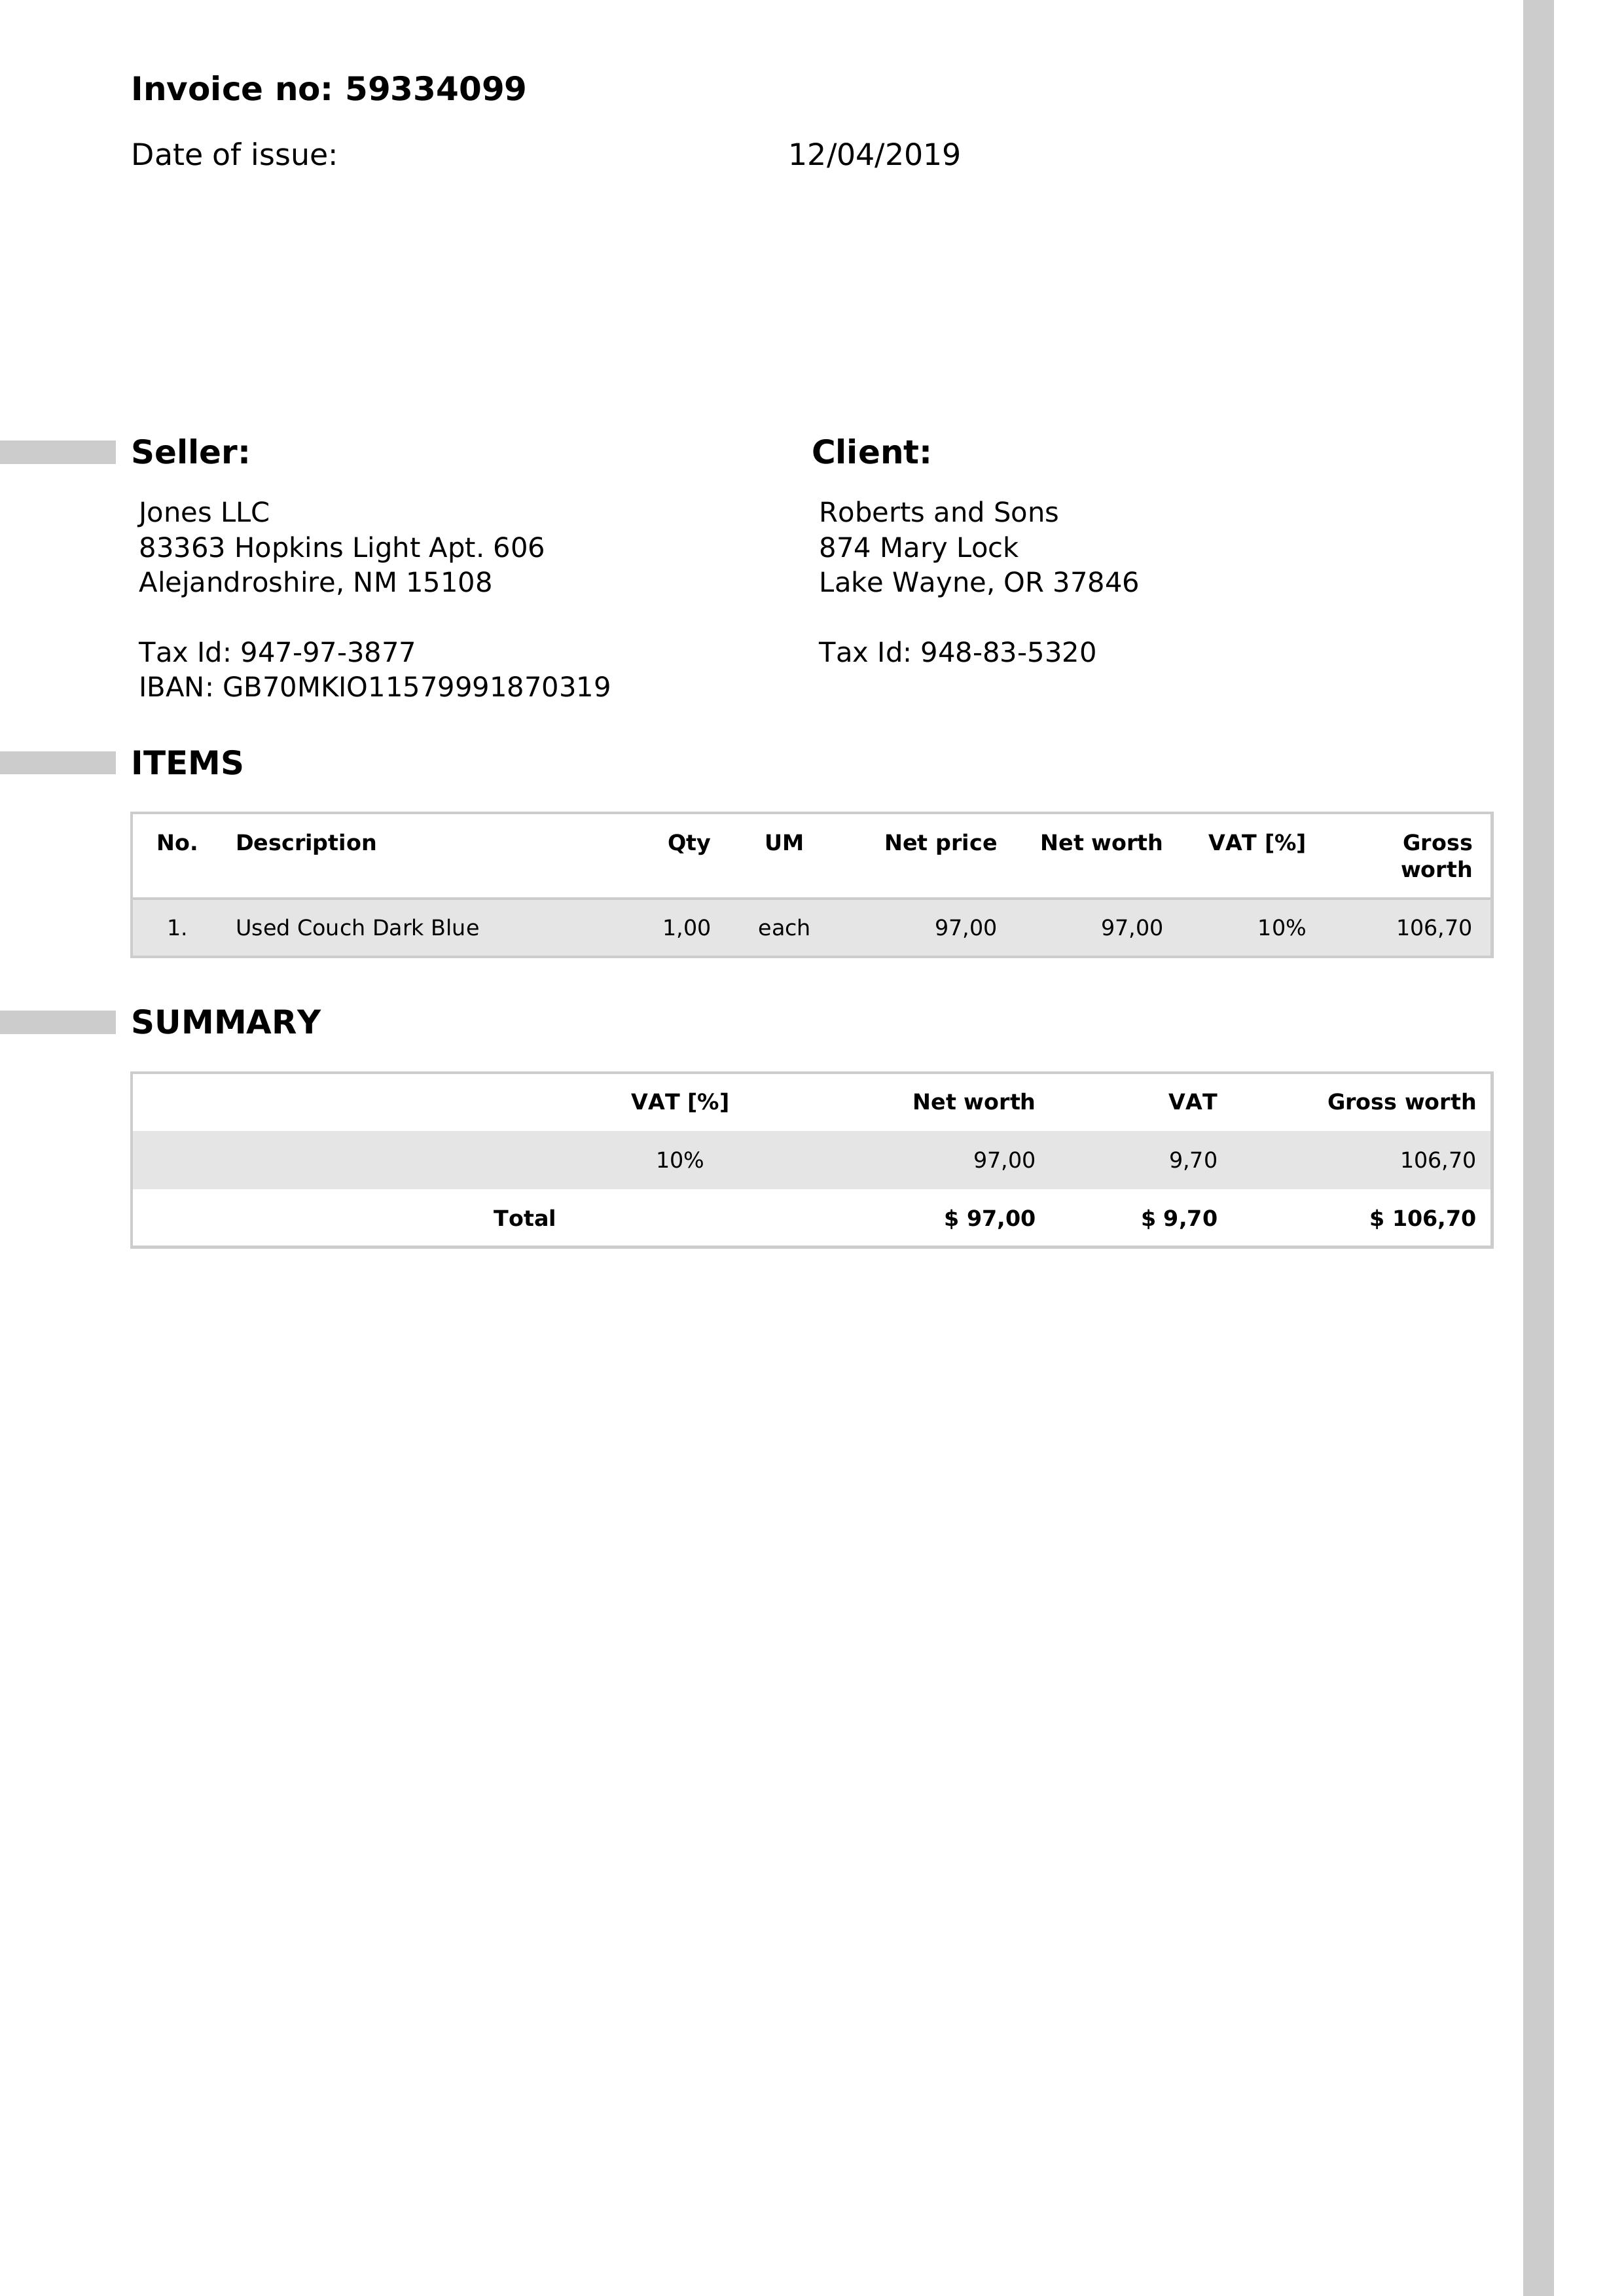 Invoice no: 59334099
Date of issue: 12/04/2019
Seller:
Jones LLC
83363 Hopkins Light Apt. 606
Alejandroshire, NM 15108
Tax Id: 947-97-3877
IBAN: GB70MKIO11579991870319
Client:
Roberts and Sons
874 Mary Lock
Lake Wayne, OR 37846
Tax Id: 948-83-5320
ITEMS
No. Description Qty UM Net price Net worth VAT [%] Gross worth
1. Used Couch Dark Blue 1,00 each 97,00 97,00 10% 106,70
SUMMARY
VAT [%] Net worth VAT Gross worth
10% 97,00 9,70 106,70
Total $ 97,00 $ 9,70 $ 106,70